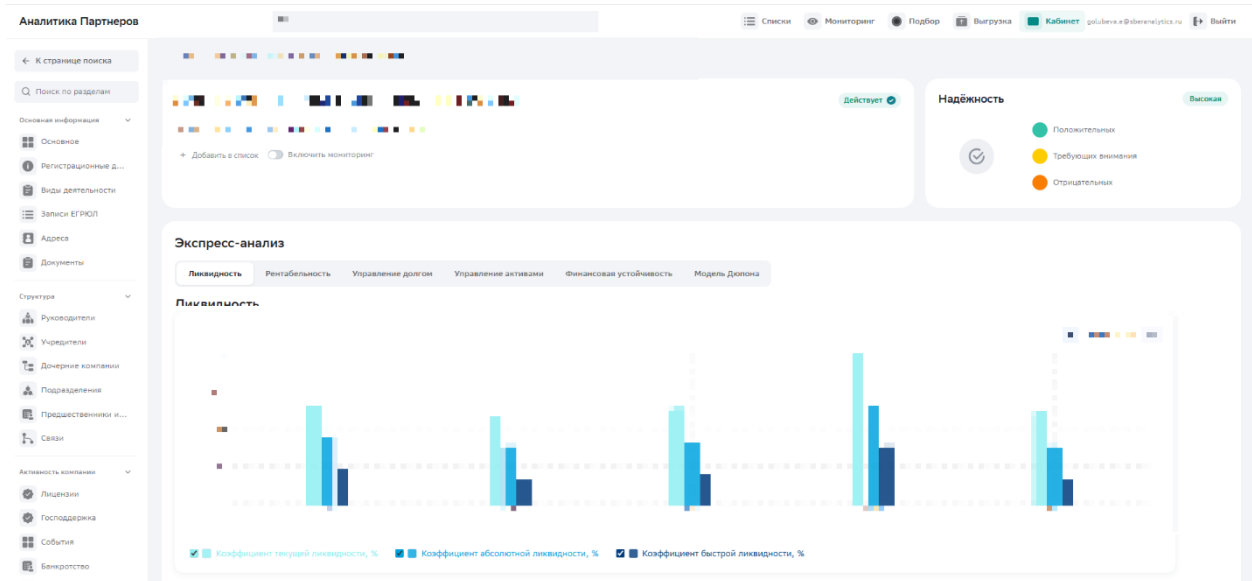 Аналитика Партнеров
Списки Мониторинг Подбор Выгрузка Кабинет golubeva.e@sberanalytics.ru Выйти
← К странице поиска
Поиск по разделам
Основная информация
Основное
Регистрационные д...
Виды деятельности
Записи ЕГРЮЛ
Адреса
Документы
Структура
Руководители
Учредители
Дочерние компании
Подразделения
Предшественники и...
Связи
Активность компании
Лицензии
Господдержка
События
Банкротство
Действует
+ Добавить в список Включить мониторинг
Надёжность Высокая
Положительных
Требующих внимания
Отрицательных
Экспресс-анализ
Ликвидность Рентабельность Управление долгом Управление активами Финансовая устойчивость Модель Дюпона
Ликвидность
Коэффициент текущей ликвидности, % Коэффициент абсолютной ликвидности, % Коэффициент быстрой ликвидности, %